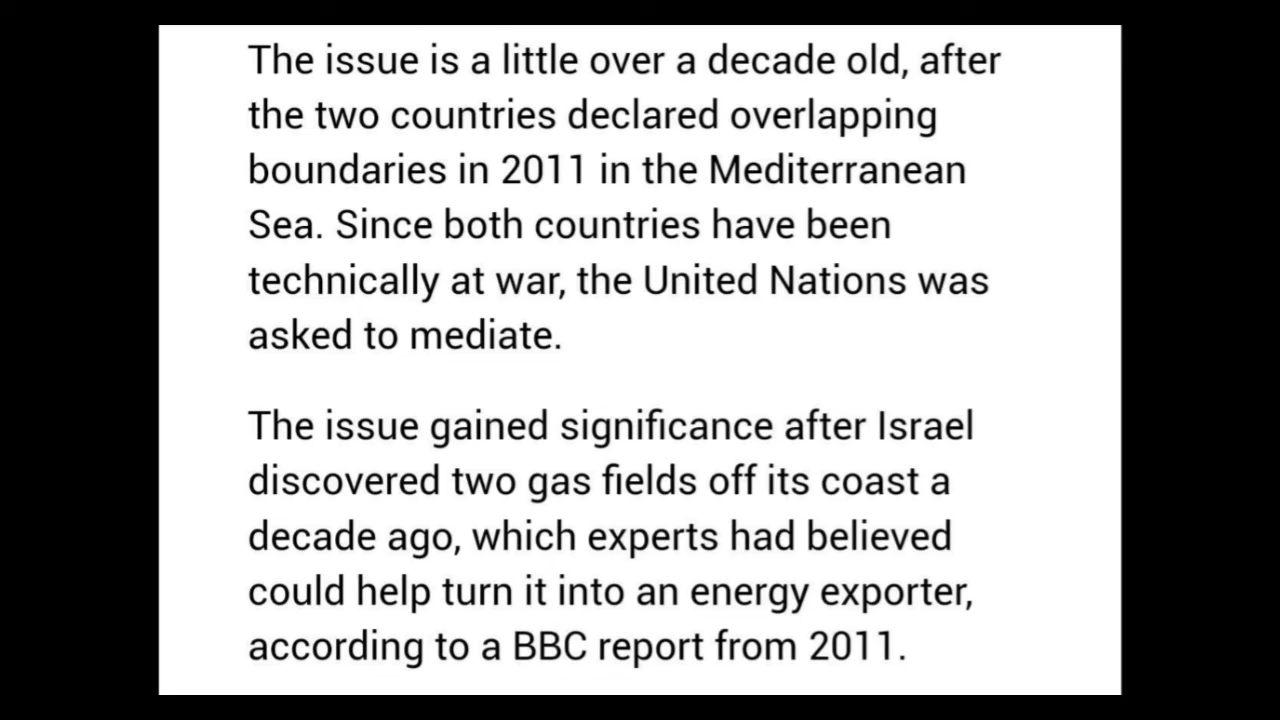 The issue is a little over a decade old, after
the two countries declared overlapping
boundaries in 2011 in the Mediterranean
Sea. Since both countries have been
technically at war, the United Nations was
asked to mediate.
The issue gained significance after Israel
discovered two gas fields off its coast a
decade ago, which experts had believed
could help turn it into an energy exporter,
according to a BBC report from 2011.